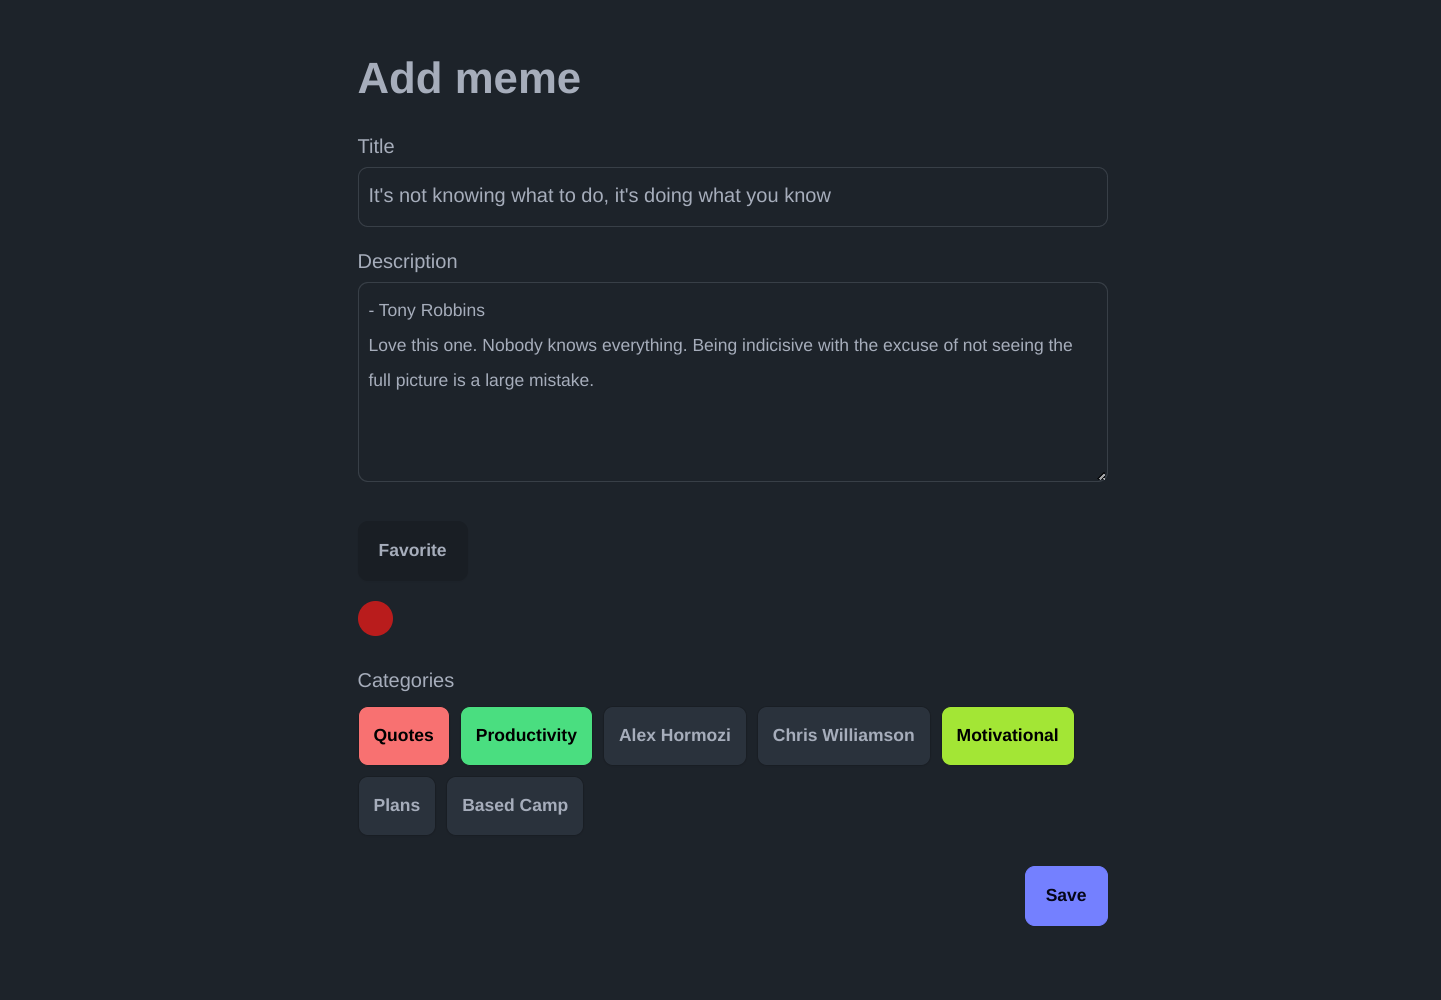 Add meme
Title
It's not knowing what to do, it's doing what you know
Description
- Tony Robbins
Love this one. Nobody knows everything. Being indicisive with the excuse of not seeing the
full picture is a large mistake.
Favorite
Categories
Quotes Productivity Alex Hormozi Chris Williamson Motivational
Plans Based Camp
Save